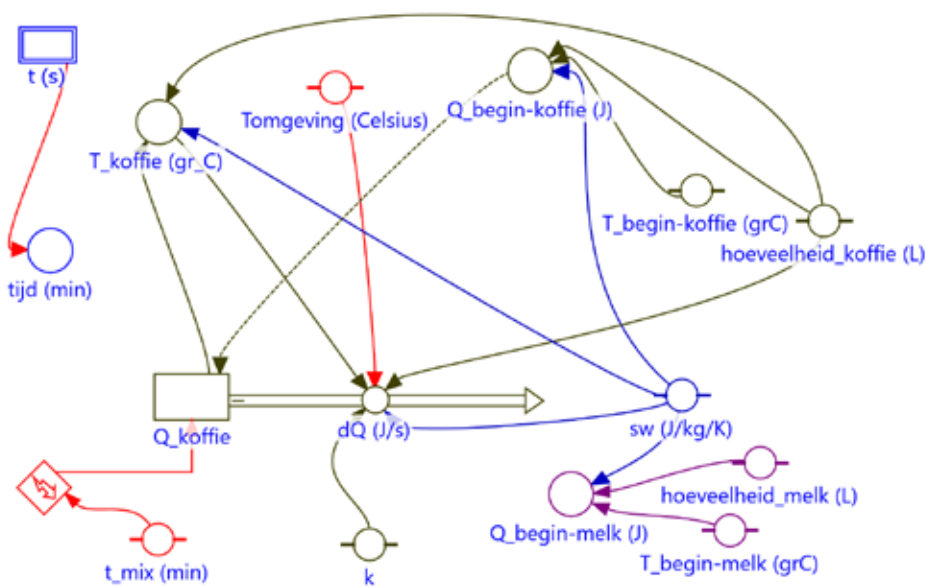 t (s)
Tomgeving (Celsius)
Q_begin-koffie (J)
T_koffie (gr_C)
T_begin-koffie (grC)
hoeveelheid_koffie (L)
tijd (min)
Q_koffie
dQ (J/s)
sw (J/kg/K)
hoeveelheid_melk (L)
Q_begin-melk (J)
T_begin-melk (grC)
t_mix (min)
k